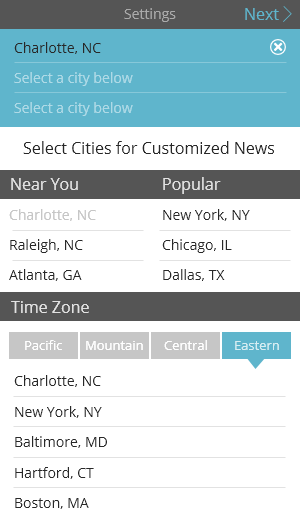 Settings
Next
Charlotte, NC
Select a city below
Select a city below
Select Cities for Customized News
Near You
Popular
Charlotte, NC
New York, NY
Raleigh, NC
Chicago, IL
Atlanta, GA
Dallas, TX
Time Zone
Pacific
Mountain
Central
Eastern
Charlotte, NC
New York, NY
Baltimore, MD
Hartford, CT
Boston, MA